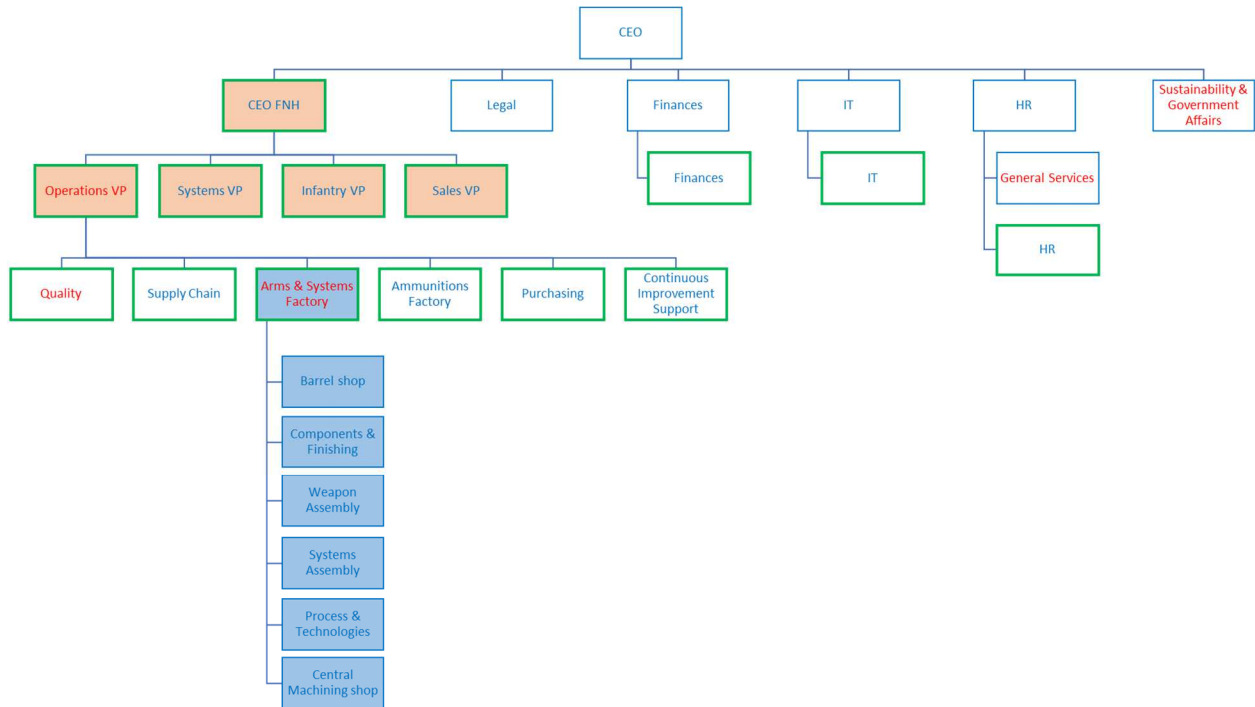 CEO
CEO FNH
Legal
Finances
IT
HR
Sustainability &
Government
Affairs
Finances
IT
General Services
HR
Operations VP
Systems VP
Infantry VP
Sales VP
Quality
Supply Chain
Arms & Systems
Factory
Ammunitions
Factory
Purchasing
Continuous
Improvement
Support
Barrel shop
Components &
Finishing
Weapon
Assembly
Systems
Assembly
Process &
Technologies
Central
Machining shop